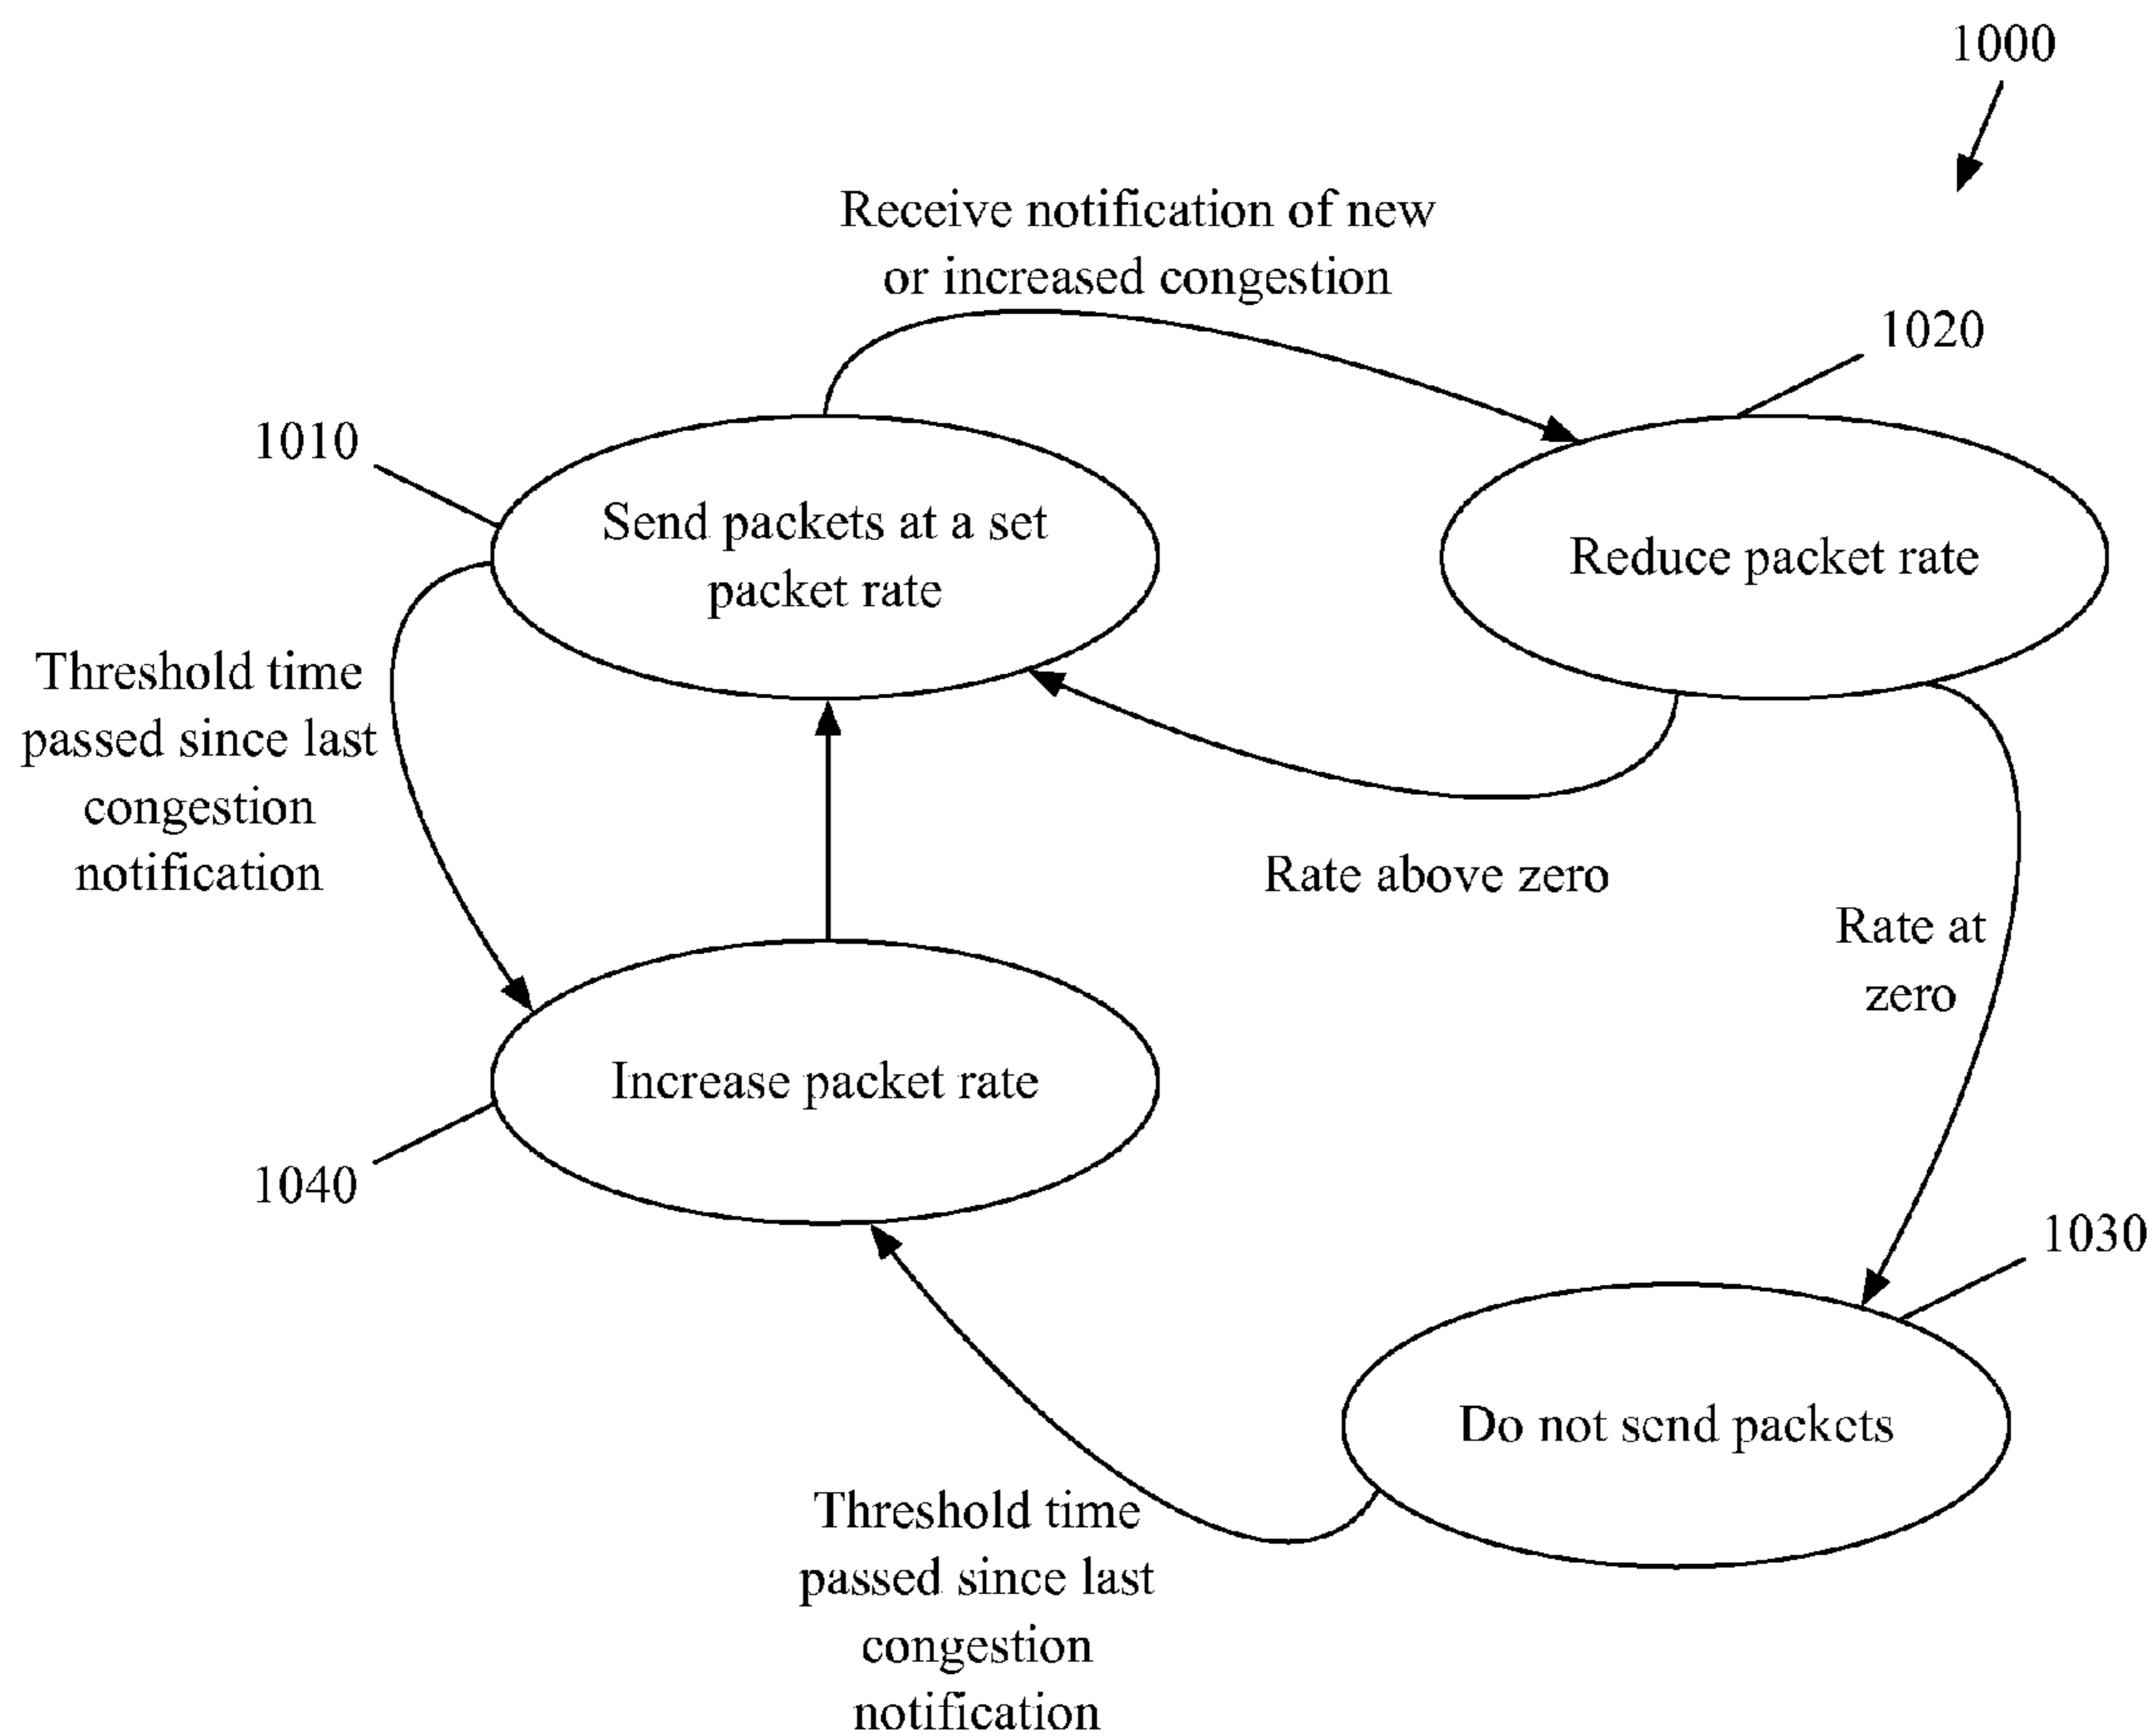 1000
Receive notification of new
or increased congestion
1020
1010
Send packets at a set
packet rate
Reduce packet rate
Threshold time
passed since last
congestion
notification
Rate above zero
Rate at
zero
Increase packet rate
1040
1030
Do not send packets
Threshold time
passed since last
congestion
notification